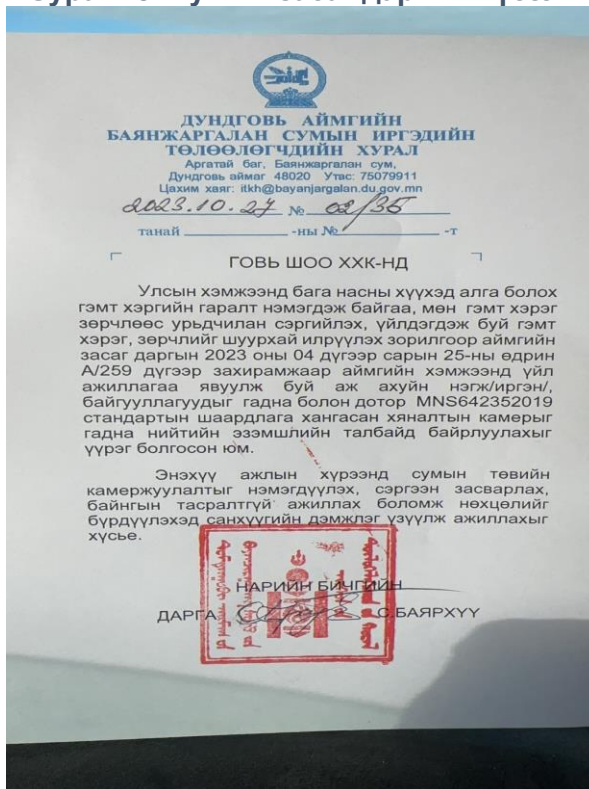 ДУНДГОВЬ АЙМГИЙН
БАЯНЖАРГАЛАН СУМЫН ИРГЭДИЙН
ТӨЛӨӨЛӨГЧДИЙН ХУРАЛ
Аргатай баг, Баянжаргалан сум,
Дундговь аймаг 48020 Утас: 75079911
Цахим хаяг: itkh@bayanjargalan.du.gov.mn
2023.10.27 № 02/35
танай -ны № -т
ГОВЬ ШОО ХХК-НД
Улсын хэмжээнд бага насны хүүхэд алга болох
гэмт хэргийн гаралт нэмэгдэж байгаа, мөн гэмт хэрэг
зөрчлөөс урьдчилан сэргийлэх, үйлдэгдэж буй гэмт
хэрэг, зөрчлийг шуурхай илрүүлэх зорилгоор аймгийн
засаг даргын 2023 оны 04 дүгээр сарын 25-ны өдрин
А/259 дүгээр захирамжаар аймгийн хэмжээнд үйл
ажиллагаа явуулж буй аж ахуйн нэгж/иргэн/,
байгууллагуудыг гадна болон дотор MNS642352019
стандартын шаардлага хангасан хяналтын камерыг
гадна нийтийн эзэмшлийн талбайд байрлуулахыг
үүрэг болгосон юм.
Энэхүү ажлын хүрээнд сумын төвийн
камержуулалтыг нэмэгдүүлэх, сэргээн засварлах,
байнгын тасралтгүй ажиллах боломж нөхцөлийг
бүрдүүлэхэд санхүүгийн дэмжлэг үзүүлж ажиллахыг
хүсье.
НАРИЙН БИЧГИЙН
ДАРГА С.БАЯРХҮҮ